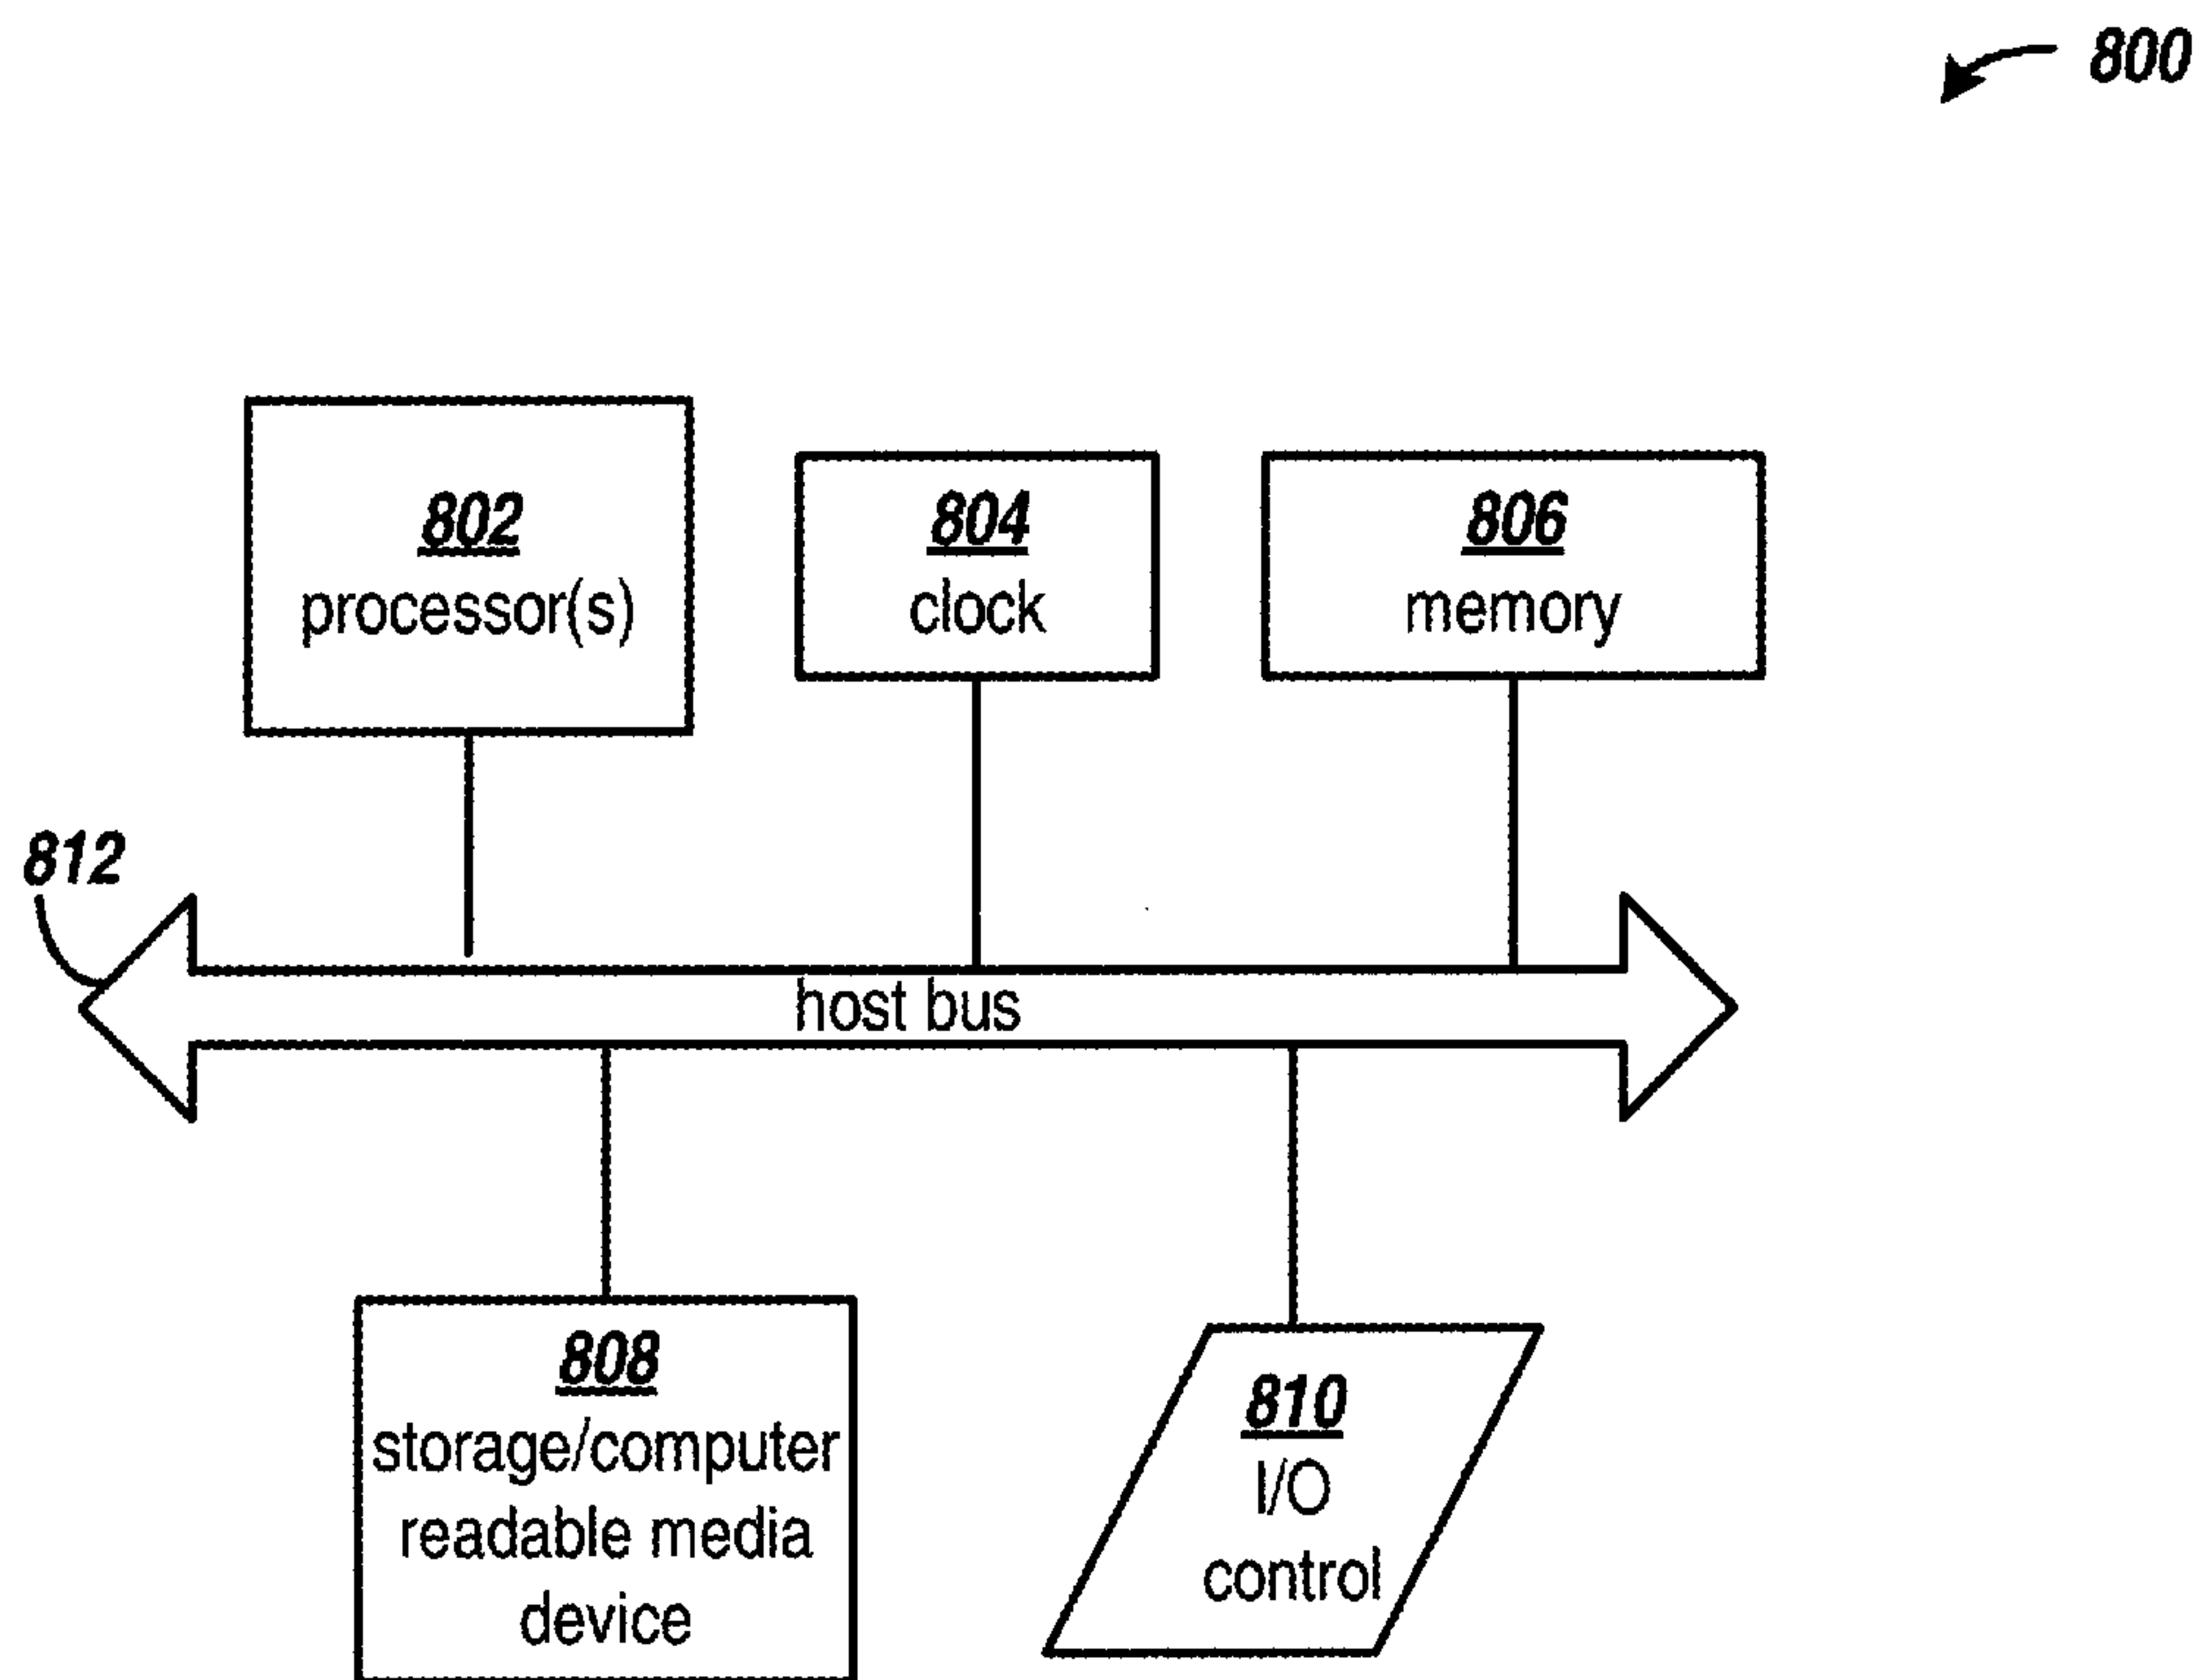 800
802
processor(s)
804
clock
806
memory
812
host bus
808
storage/computer
readable media
device
810
I/O
control